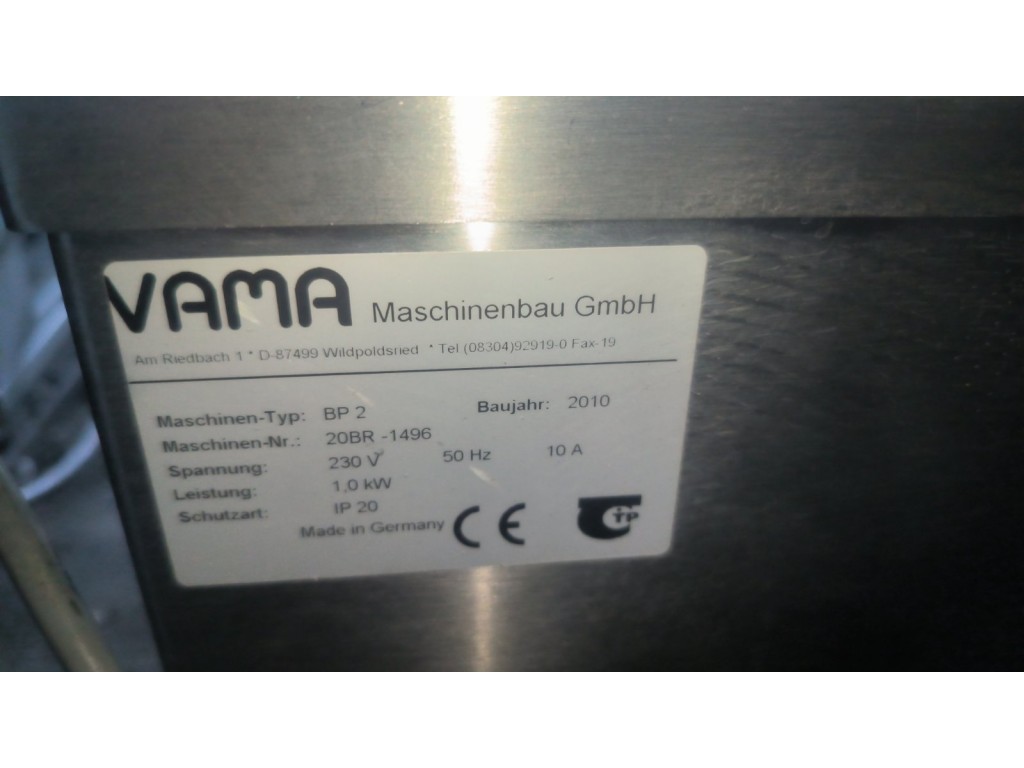 VAMA Maschinenbau GmbH
Am Riedbach 1 * D-87499 Wildpoldsried * Tel (08304)92919-0 Fax-19
Maschinen-Typ: BP 2 Baujahr: 2010
Maschinen-Nr.: 20BR -1496
Spannung: 230 V 50 Hz 10 A
Leistung: 1,0 kW
Schutzart: IP 20
Made in Germany CE TP